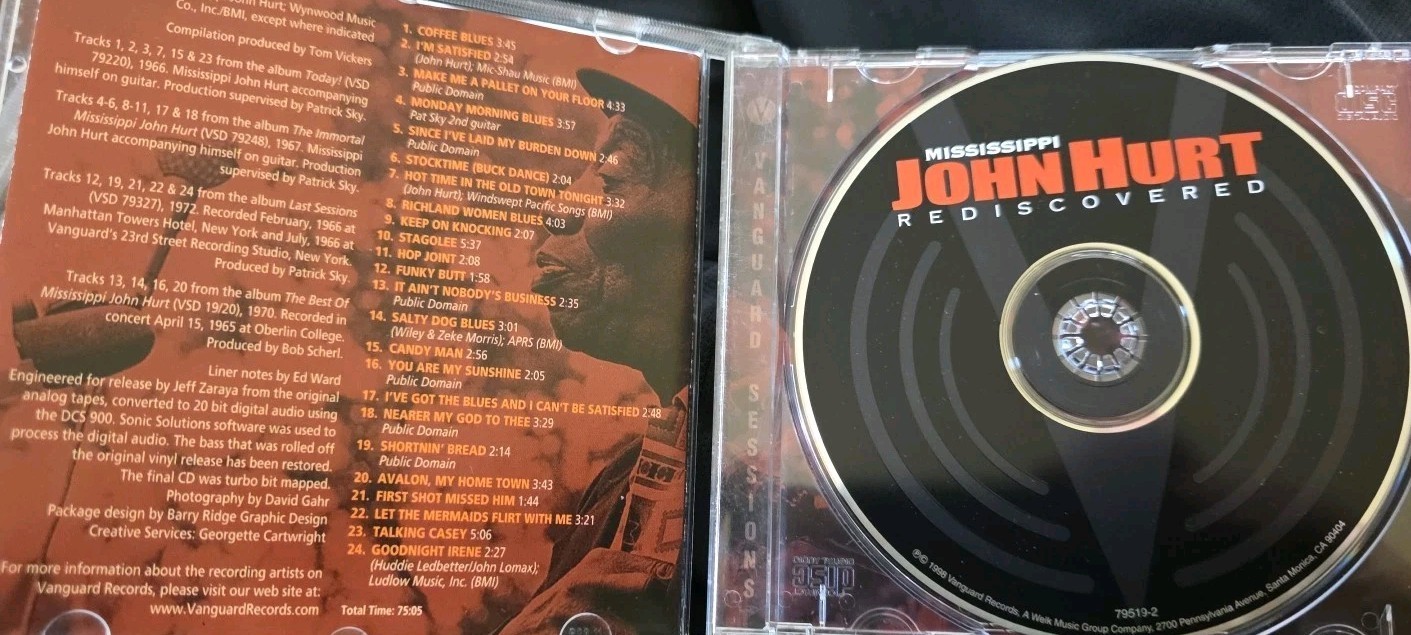 John Hurt; Wynwood Music
Co., Inc./BMI, except where indicated
Compilation produced by Tom Vickers
Tracks 1, 2, 3, 7, 15 & 23 from the album Today! (VSD
79220), 1966. Mississippi John Hurt accompanying
himself on guitar. Production supervised by Patrick Sky.
Tracks 4-6, 8-11, 17 & 18 from the album The Immortal
Mississippi John Hurt (VSD 79248), 1967. Mississippi
John Hurt accompanying himself on guitar. Production
supervised by Patrick Sky.
Tracks 12, 19, 21, 22 & 24 from the album Last Sessions
(VSD 79327), 1972. Recorded February, 1966 at
Manhattan Towers Hotel, New York and July, 1966 at
Vanguard's 23rd Street Recording Studio, New York.
Produced by Patrick Sky.
Tracks 13, 14, 16, 20 from the album The Best Of
Mississippi John Hurt (VSD 19/20), 1970. Recorded in
concert April 15, 1965 at Oberlin College.
Produced by Bob Scherl.
Liner notes by Ed Ward
Engineered for release by Jeff Zaraya from the original
analog tapes, converted to 20 bit digital audio using
the DCS 900. Sonic Solutions software was used to
process the digital audio. The bass that was rolled off
the original vinyl release has been restored.
The final CD was turbo bit mapped.
Photography by David Gahr
Package design by Barry Ridge Graphic Design
Creative Services: Georgette Cartwright
For more information about the recording artists on
Vanguard Records, please visit our web site at:
www.VanguardRecords.com
1. COFFEE BLUES 3:45
2. I'M SATISFIED 2:54
(John Hurt); Mic-Shau Music (BMI)
3. MAKE ME A PALLET ON YOUR FLOOR 4:33
Public Domain
4. MONDAY MORNING BLUES 3:57
Pat Sky 2nd guitar
5. SINCE I'VE LAID MY BURDEN DOWN 2:46
Public Domain
6. STOCKTIME (BUCK DANCE) 2:04
7. HOT TIME IN THE OLD TOWN TONIGHT 3:32
(John Hurt); Windswept Pacific Songs (BMI)
8. RICHLAND WOMEN BLUES 4:03
9. KEEP ON KNOCKING 2:07
10. STAGOLEE 5:37
11. HOP JOINT 2:08
12. FUNKY BUTT 1:58
13. IT AIN'T NOBODY'S BUSINESS 2:35
Public Domain
14. SALTY DOG BLUES 3:01
(Wiley & Zeke Morris); APRS (BMI)
15. CANDY MAN 2:56
16. YOU ARE MY SUNSHINE 2:05
Public Domain
17. I'VE GOT THE BLUES AND I CAN'T BE SATISFIED 2:48
18. NEARER MY GOD TO THEE 3:29
Public Domain
19. SHORTNIN' BREAD 2:14
Public Domain
20. AVALON, MY HOME TOWN 3:43
21. FIRST SHOT MISSED HIM 1:44
22. LET THE MERMAIDS FLIRT WITH ME 3:21
23. TALKING CASEY 5:06
24. GOODNIGHT IRENE 2:27
(Huddie Ledbetter/John Lomax);
Ludlow Music, Inc. (BMI)
Total Time: 75:05
VANGUARD SESSIONS
MISSISSIPPI
JOHN HURT
REDISCOVERED
79519-2
℗© 1998 Vanguard Records, A Welk Music Group Company, 2700 Pennsylvania Avenue, Santa Monica, CA 90404